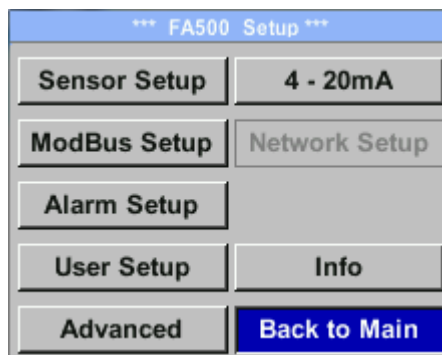 *** FA500 Setup ***
Sensor Setup 4 - 20mA
ModBus Setup Network Setup
Alarm Setup
User Setup Info
Advanced Back to Main